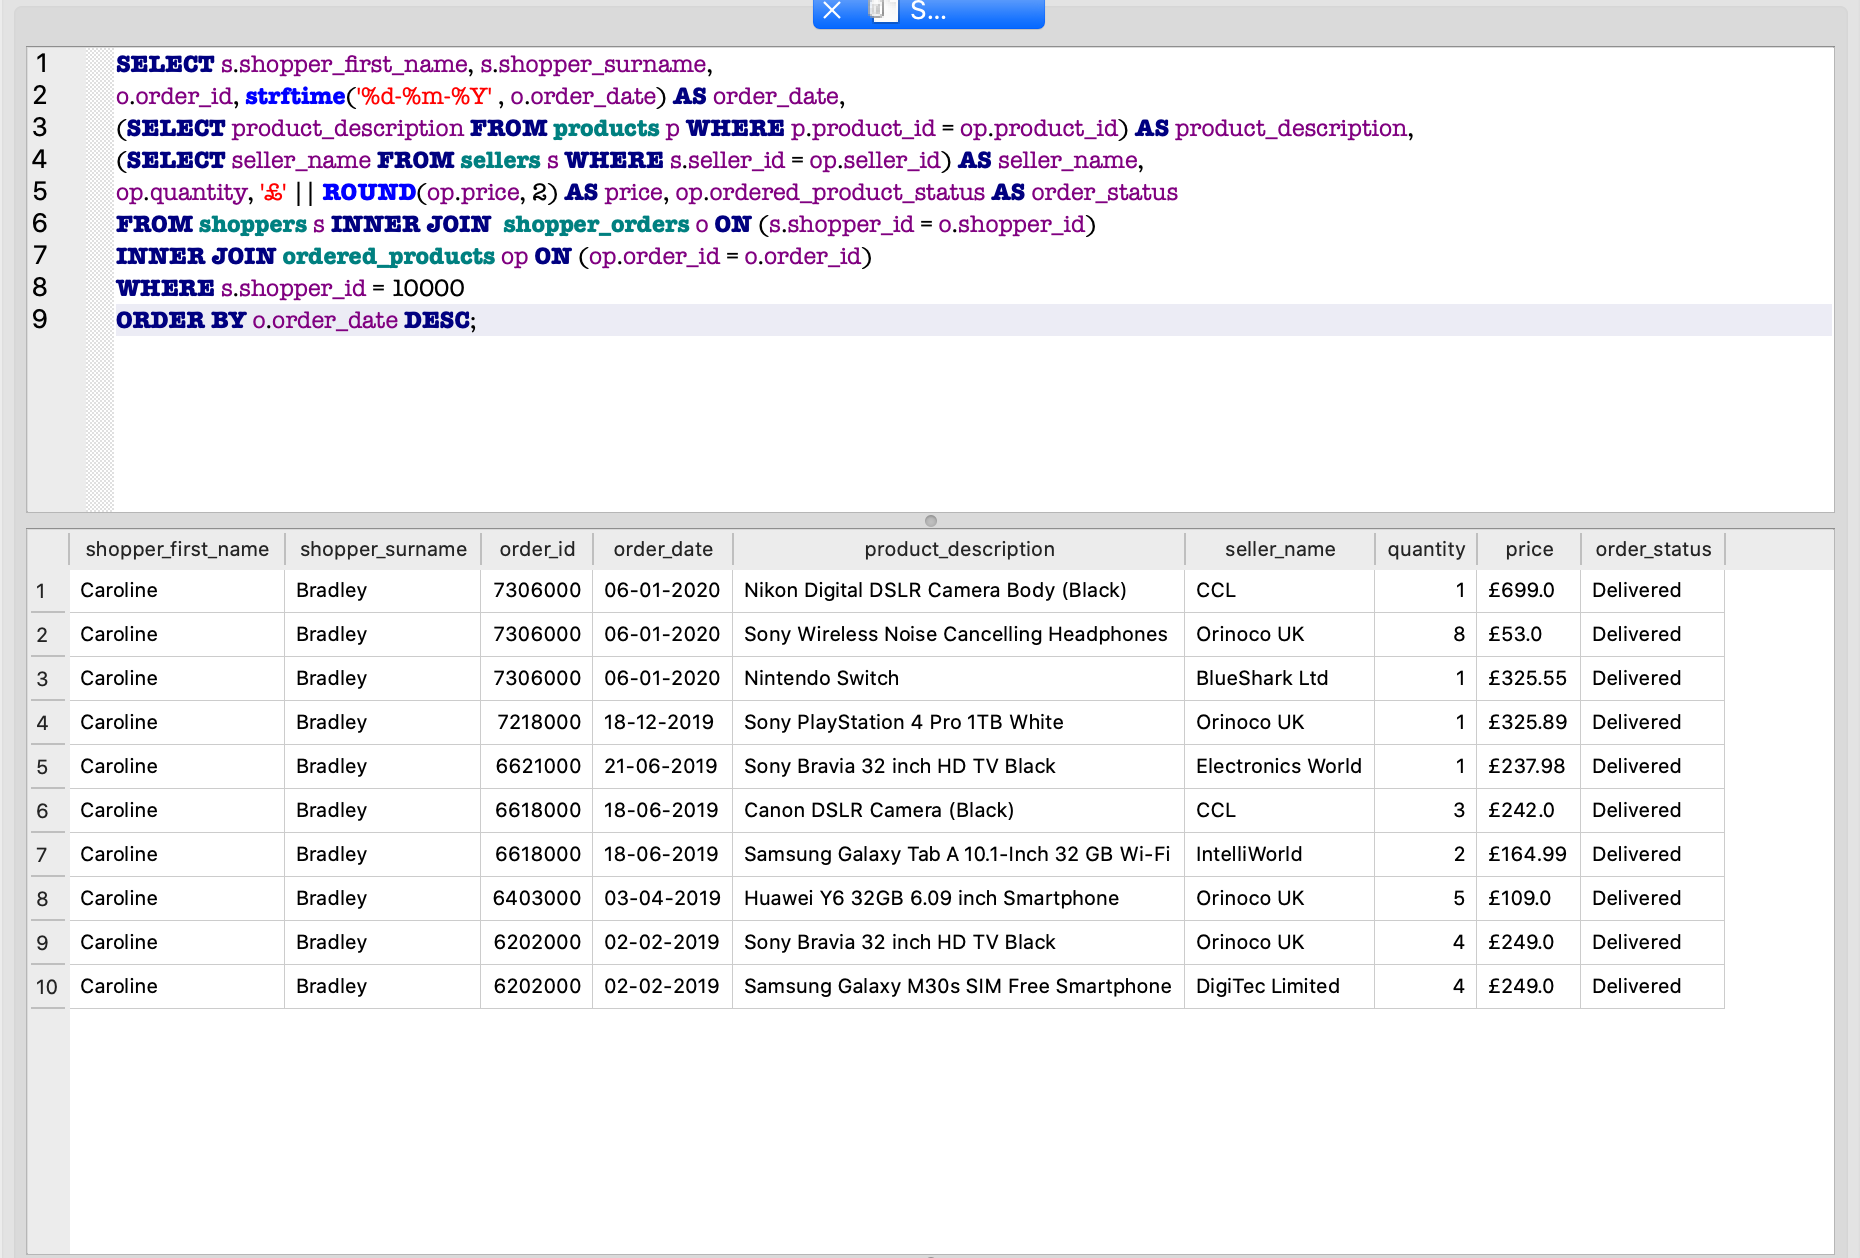 S...
1 SELECT s.shopper_first_name, s.shopper_surname,
2 o.order_id, strftime('%d-%m-%Y' , o.order_date) AS order_date,
3 (SELECT product_description FROM products p WHERE p.product_id = op.product_id) AS product_description,
4 (SELECT seller_name FROM sellers s WHERE s.seller_id = op.seller_id) AS seller_name,
5 op.quantity, '£' || ROUND(op.price, 2) AS price, op.ordered_product_status AS order_status
6 FROM shoppers s INNER JOIN  shopper_orders o ON (s.shopper_id = o.shopper_id)
7 INNER JOIN ordered_products op ON (op.order_id = o.order_id)
8 WHERE s.shopper_id = 10000
9 ORDER BY o.order_date DESC;
shopper_first_name shopper_surname order_id order_date product_description seller_name quantity price order_status
1 Caroline Bradley 7306000 06-01-2020 Nikon Digital DSLR Camera Body (Black) CCL 1 £699.0 Delivered
2 Caroline Bradley 7306000 06-01-2020 Sony Wireless Noise Cancelling Headphones Orinoco UK 8 £53.0 Delivered
3 Caroline Bradley 7306000 06-01-2020 Nintendo Switch BlueShark Ltd 1 £325.55 Delivered
4 Caroline Bradley 7218000 18-12-2019 Sony PlayStation 4 Pro 1TB White Orinoco UK 1 £325.89 Delivered
5 Caroline Bradley 6621000 21-06-2019 Sony Bravia 32 inch HD TV Black Electronics World 1 £237.98 Delivered
6 Caroline Bradley 6618000 18-06-2019 Canon DSLR Camera (Black) CCL 3 £242.0 Delivered
7 Caroline Bradley 6618000 18-06-2019 Samsung Galaxy Tab A 10.1-Inch 32 GB Wi-Fi IntelliWorld 2 £164.99 Delivered
8 Caroline Bradley 6403000 03-04-2019 Huawei Y6 32GB 6.09 inch Smartphone Orinoco UK 5 £109.0 Delivered
9 Caroline Bradley 6202000 02-02-2019 Sony Bravia 32 inch HD TV Black Orinoco UK 4 £249.0 Delivered
10 Caroline Bradley 6202000 02-02-2019 Samsung Galaxy M30s SIM Free Smartphone DigiTec Limited 4 £249.0 Delivered